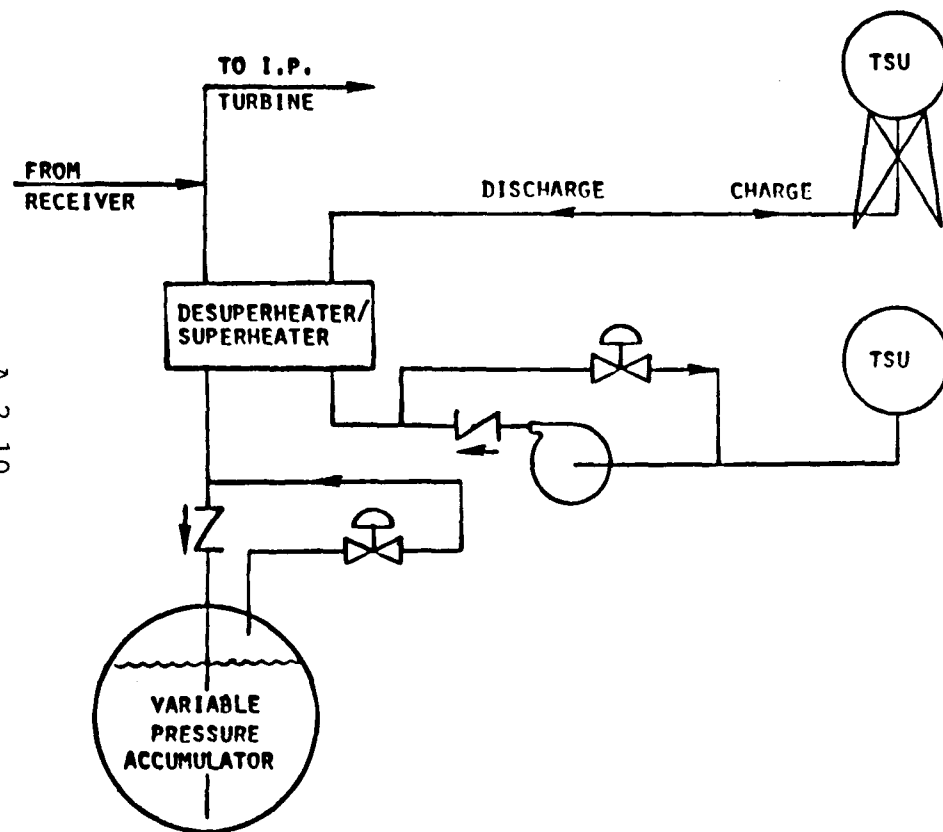 TO I.P.
TURBINE
TSU
FROM
RECEIVER
DISCHARGE
CHARGE
DESUPERHEATER/
SUPERHEATER
TSU
VARIABLE
PRESSURE
ACCUMULATOR